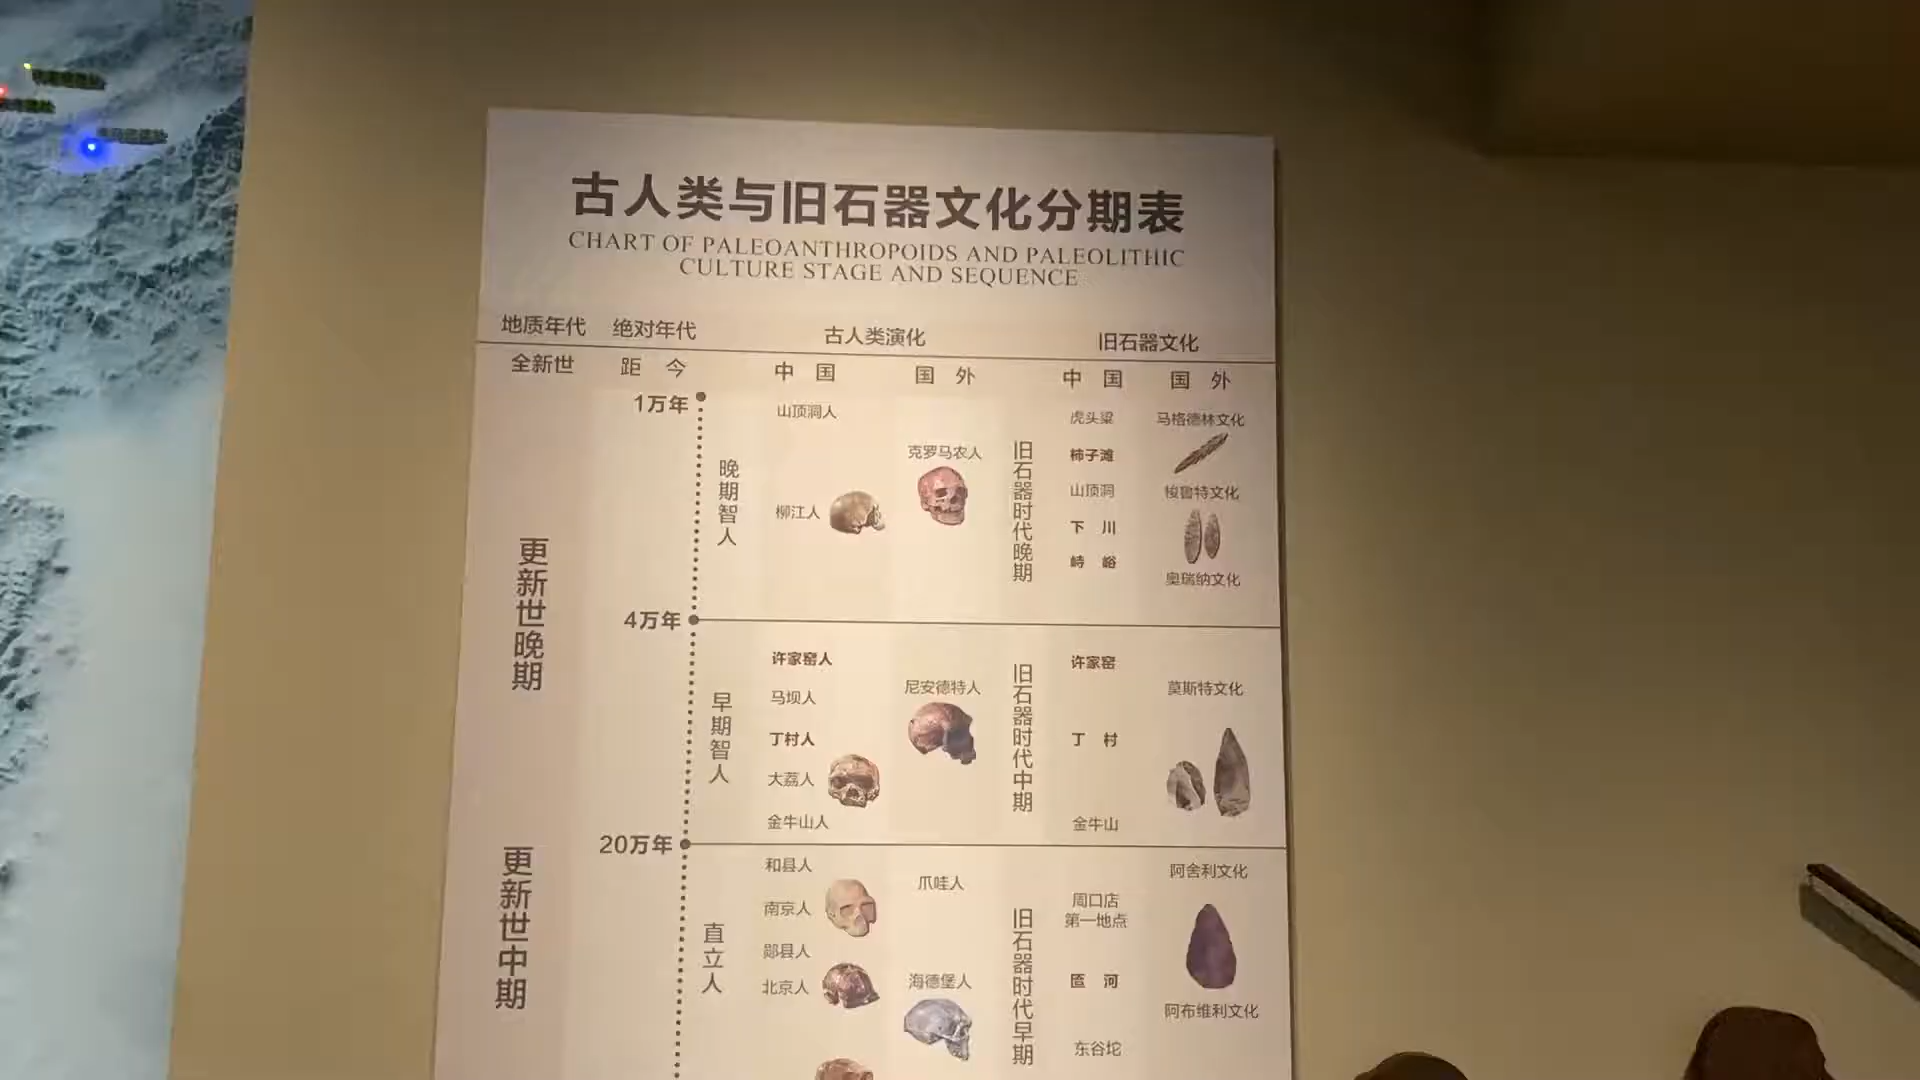 古人类与旧石器文化分期表
CHART OF PALEOANTHROPOIDS AND PALEOLITHIC
CULTURE STAGE AND SEQUENCE
地质年代 绝对年代 古人类演化 旧石器文化
全新世 距 今 中 国 国 外 中 国 国 外
1万年
山顶洞人
虎头梁
马格德林文化
克罗马农人
柿子滩
晚期智人
旧石器时代晚期
山顶洞
梭鲁特文化
柳江人
下 川
峙 峪
奥瑞纳文化
更新世晚期
4万年
许家窑人
许家窑
尼安德特人
莫斯特文化
马坝人
早期智人
旧石器时代中期
丁村人
丁 村
大荔人
金牛山人
金牛山
20万年
更新世中期
和县人
阿舍利文化
爪哇人
南京人
周口店
第一地点
直立人
旧石器时代早期
郧县人
北京人
海德堡人
匼 河
阿布维利文化
东谷坨